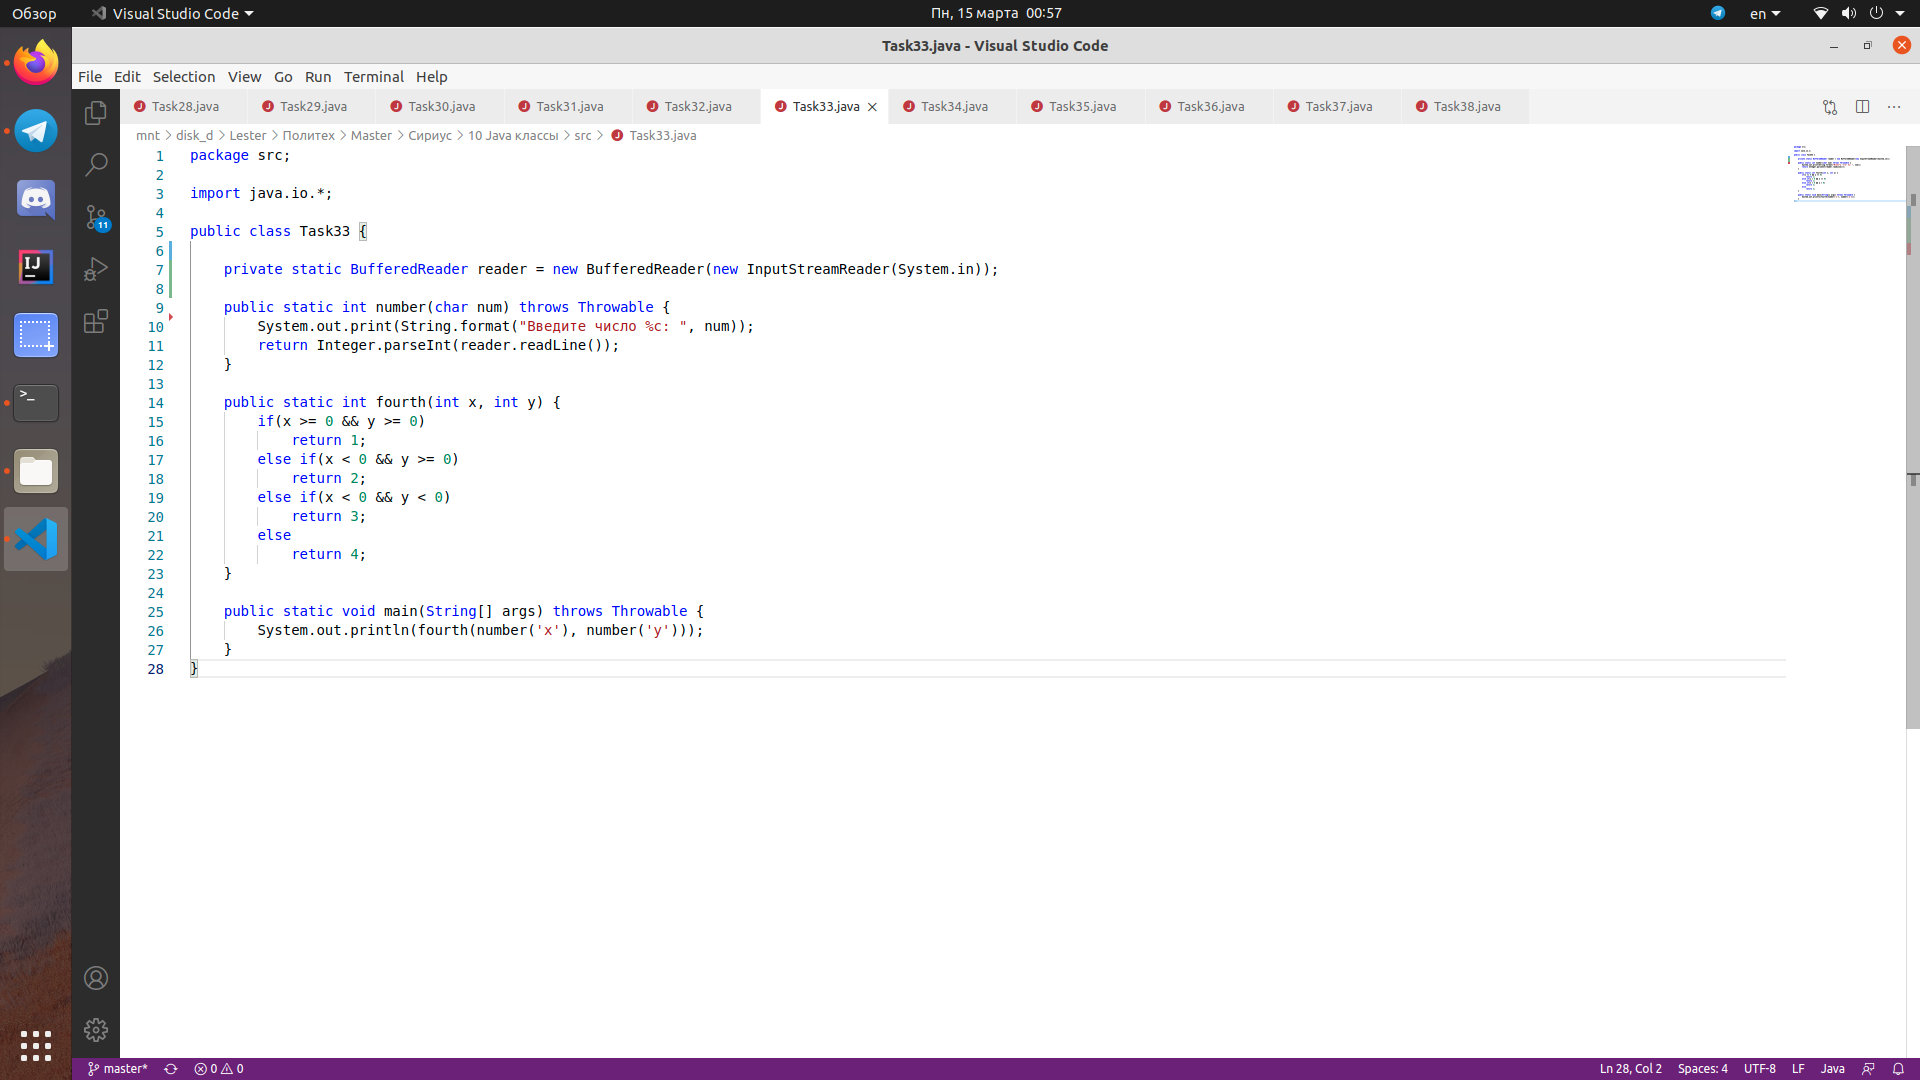 Обзор
Visual Studio Code
Пн, 15 марта 00:57
en
Task33.java - Visual Studio Code
File Edit Selection View Go Run Terminal Help
Task28.java Task29.java Task30.java Task31.java Task32.java Task33.java Task34.java Task35.java Task36.java Task37.java Task38.java
mnt > disk_d > Lester > Политех > Master > Сириус > 10 Java классы > src > Task33.java
11
1 package src;
2
3 import java.io.*;
4
5 public class Task33 {
6
7 private static BufferedReader reader = new BufferedReader(new InputStreamReader(System.in));
8
9 public static int number(char num) throws Throwable {
10 System.out.print(String.format("Введите число %c: ", num));
11 return Integer.parseInt(reader.readLine());
12 }
13
14 public static int fourth(int x, int y) {
15 if(x >= 0 && y >= 0)
16 return 1;
17 else if(x < 0 && y >= 0)
18 return 2;
19 else if(x < 0 && y < 0)
20 return 3;
21 else
22 return 4;
23 }
24
25 public static void main(String[] args) throws Throwable {
26 System.out.println(fourth(number('x'), number('y')));
27 }
28 }
master* 0 0
Ln 28, Col 2 Spaces: 4 UTF-8 LF Java